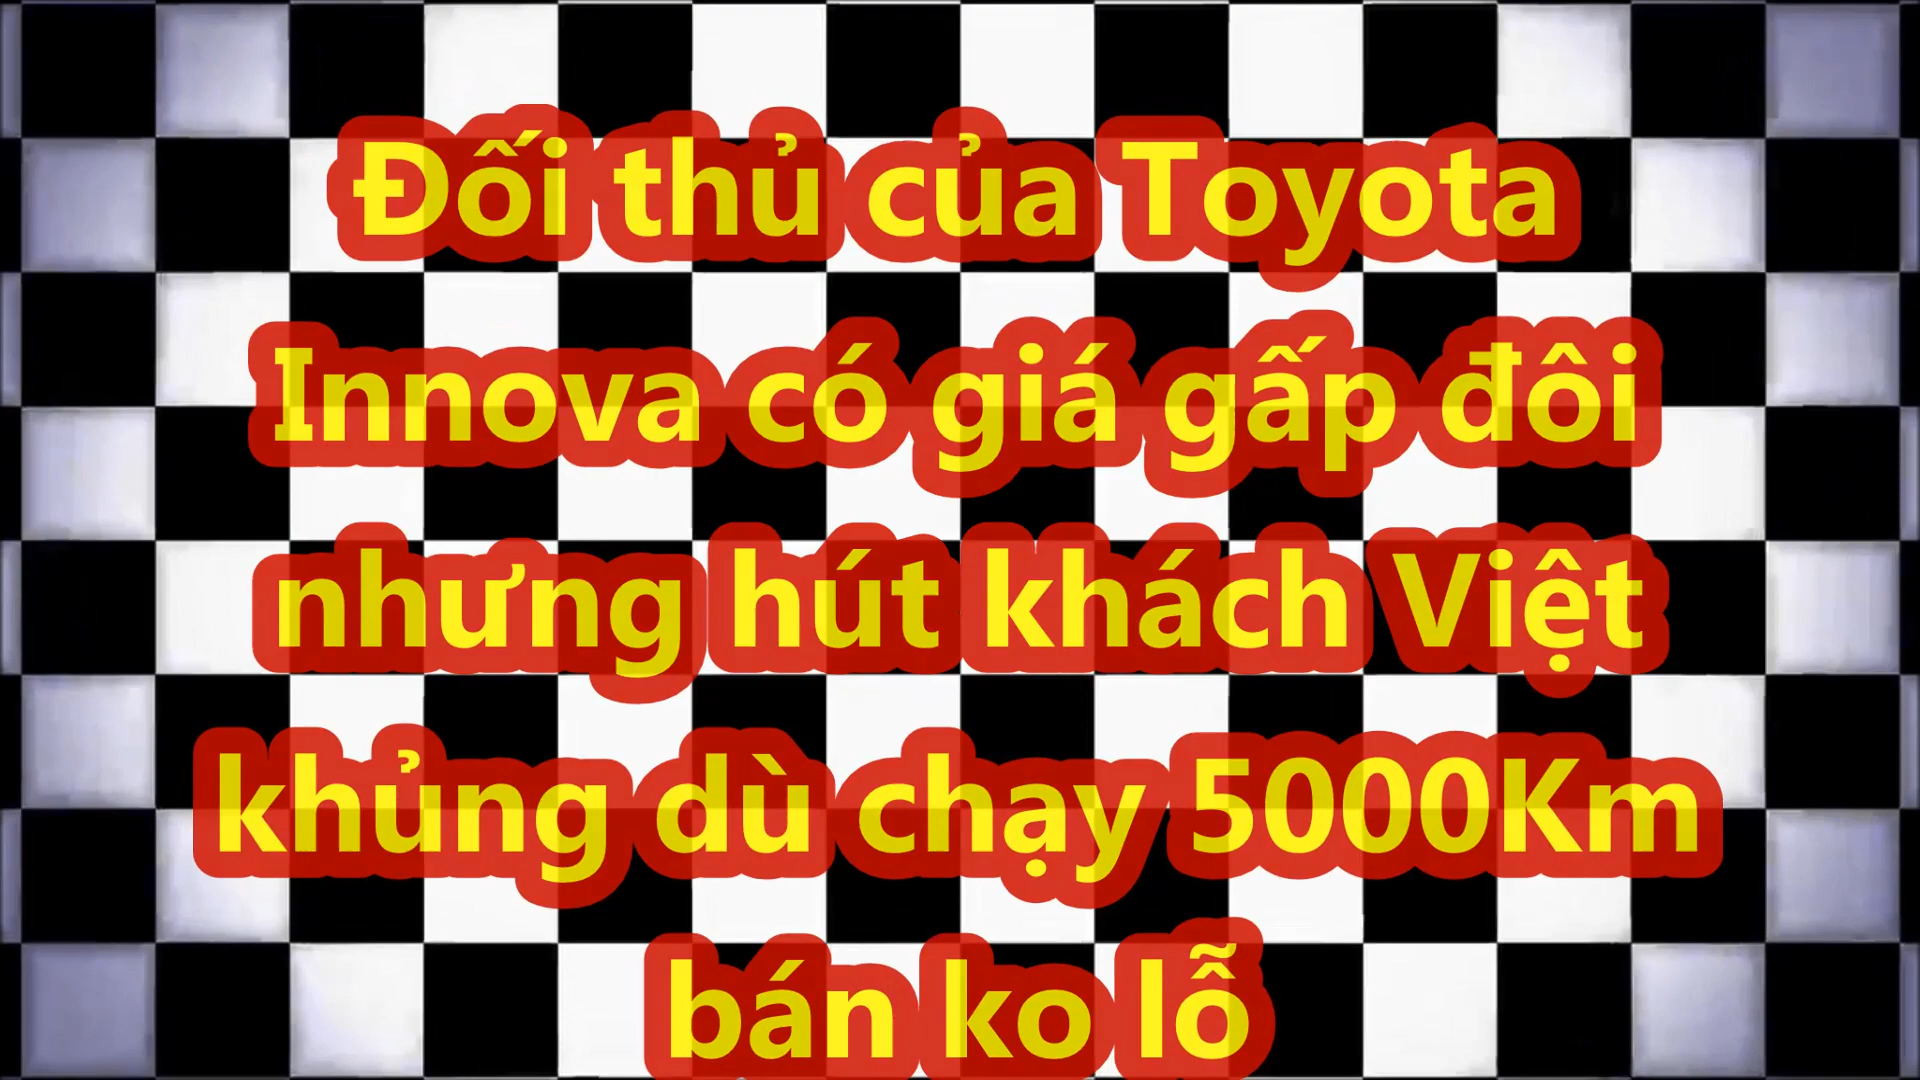 Đối thủ của Toyota
Innova có giá gấp đôi
nhưng hút khách Việt
khủng dù chạy 5000Km
bán ko lỗ